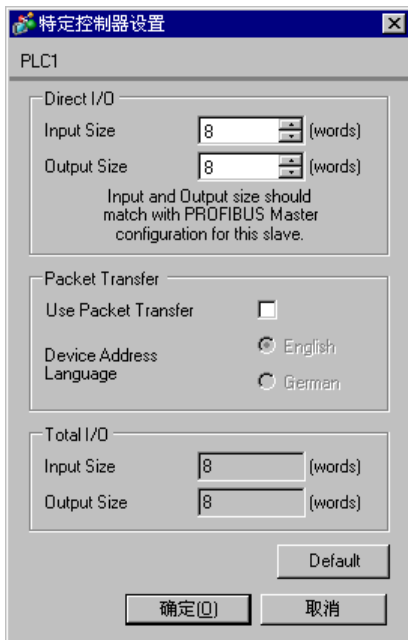 特定控制器设置
PLC1
Direct I/O
Input Size 8 (words)
Output Size 8 (words)
Input and Output size should
match with PROFIBUS Master
configuration for this slave.
Packet Transfer
Use Packet Transfer
Device Address
Language
English
German
Total I/O
Input Size 8 (words)
Output Size 8 (words)
Default
确定(O) 取消